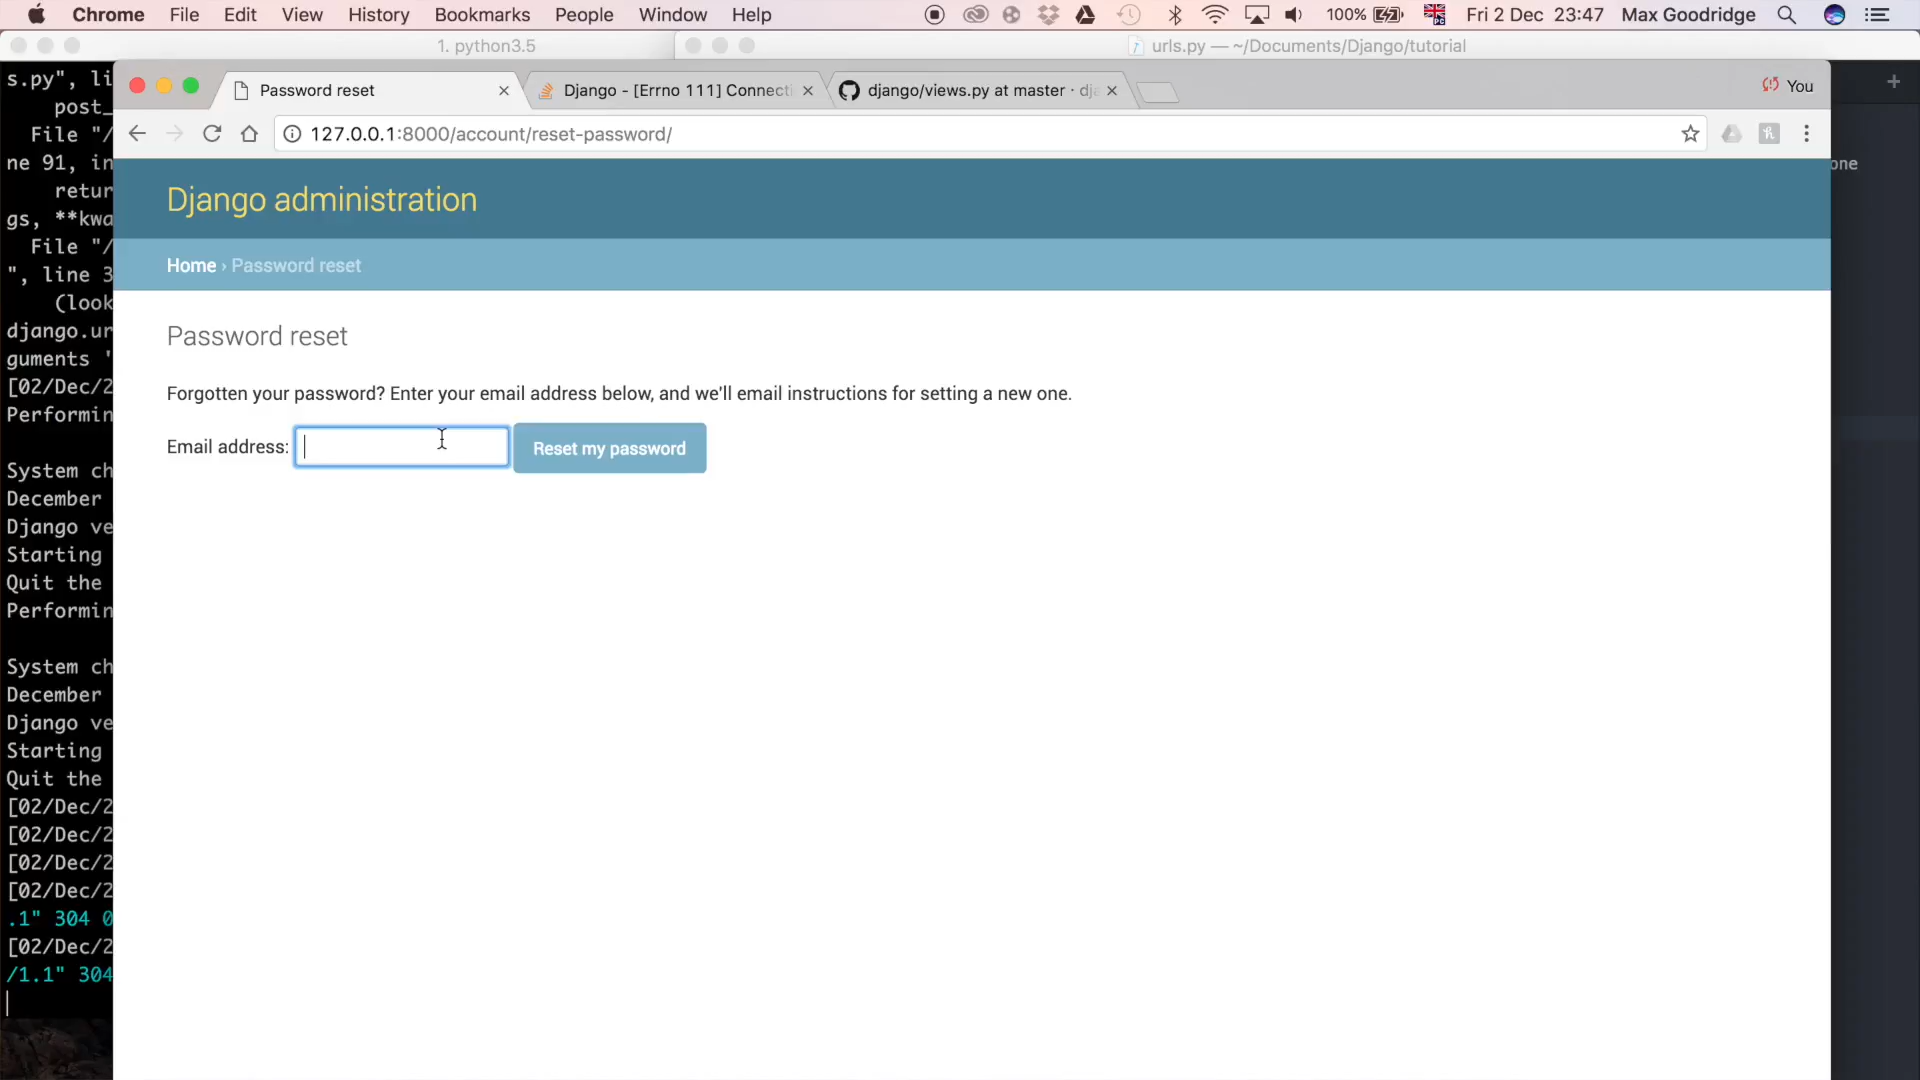 Chrome File Edit View History Bookmarks People Window Help 100% Fri 2 Dec 23:47 Max Goodridge
1. python3.5
urls.py — ~/Documents/Django/tutorial
Password reset
Django - [Errno 111] Connecti
django/views.py at master · dj
You
127.0.0.1:8000/account/reset-password/
Django administration
Home › Password reset
Password reset
Forgotten your password? Enter your email address below, and we'll email instructions for setting a new one.
Email address:
Reset my password
s.py", li
post_
File "/
ne 91, in
retur
gs, **kwa
File "/
", line 3
(look
django.ur
guments '
[02/Dec/2
Performin
System ch
December
Django ve
Starting
Quit the
Performin
System ch
December
Django ve
Starting
Quit the
[02/Dec/2
[02/Dec/2
[02/Dec/2
[02/Dec/2
.1" 304 0
[02/Dec/2
/1.1" 304
one